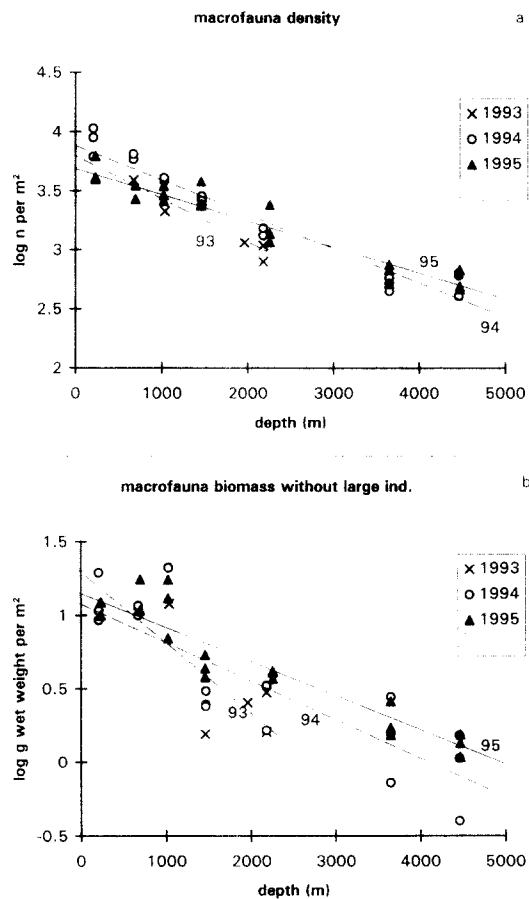 macrofauna density
a
4.5
4
3.5
3
2.5
2
log n per m²
× 1993
o 1994
▲ 1995
93
95
94
0 1000 2000 3000 4000 5000
depth (m)
macrofauna biomass without large ind.
b
1.5
1
0.5
0
-0.5
log g wet weight per m²
× 1993
o 1994
▲ 1995
93
94
95
0 1000 2000 3000 4000 5000
depth (m)